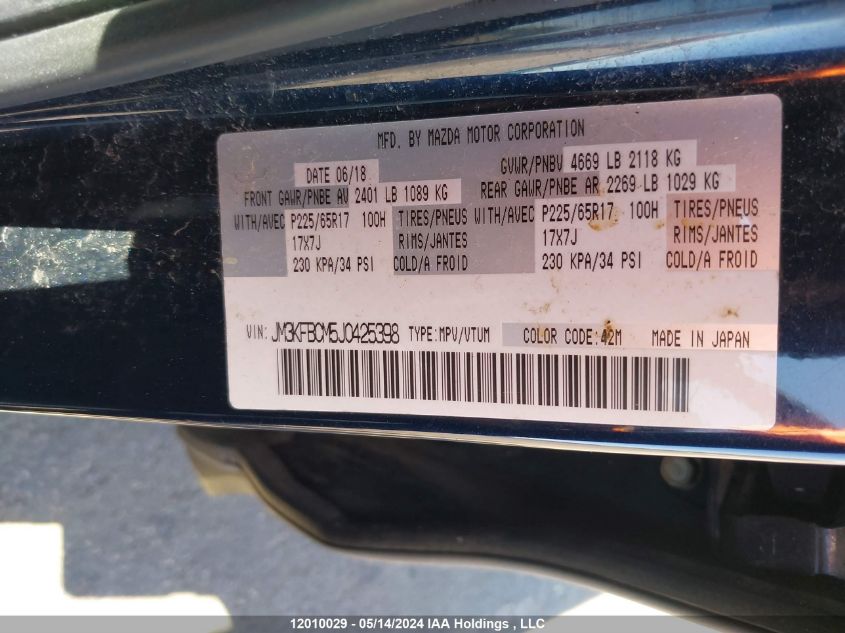 MFD. BY MAZDA MOTOR CORPORATION
DATE 06/18 GVWR/PNBV 4669 LB 2118 KG
FRONT GAWR/PNBE AV 2401 LB 1089 KG REAR GAWR/PNBE AR 2269 LB 1029 KG
WITH/AVEC P225/65R17 100H TIRES/PNEUS WITH/AVEC P225/65R17 100H TIRES/PNEUS
17X7J RIMS/JANTES 17X7J RIMS/JANTES
230 KPA/34 PSI COLD/A FROID 230 KPA/34 PSI COLD/A FROID
VIN: JM3KFBCM5J0425398 TYPE:MPV/VTUM COLOR CODE:42M MADE IN JAPAN
12010029 - 05/14/2024 IAA Holdings , LLC